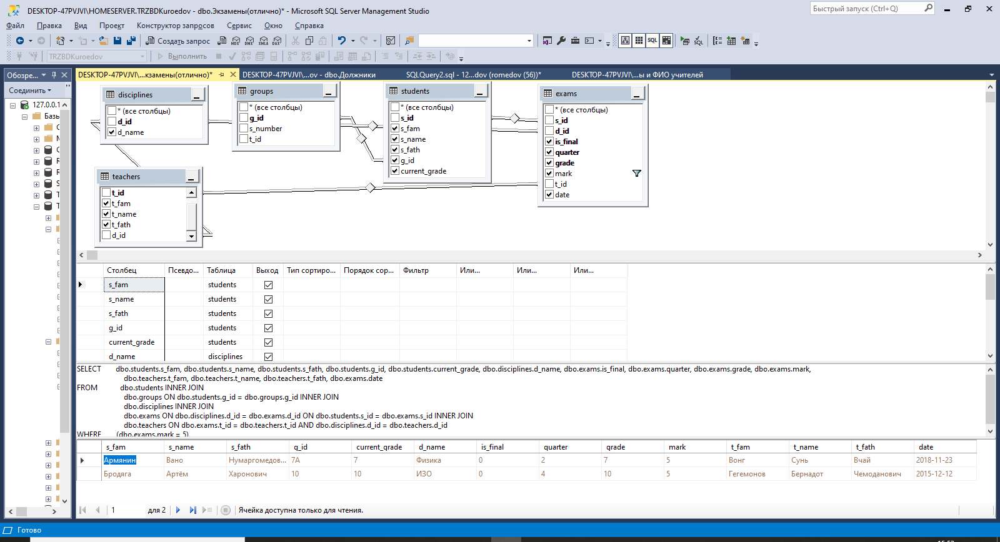 DESKTOP-47PVJVI\HOMESERVER.TRZBDKuroedov - dbo.Экзамены(отлично)* - Microsoft SQL Server Management Studio
Быстрый запуск (Ctrl+Q)
Файл Правка Вид Проект Конструктор запросов Сервис Окно Справка
Создать запрос MDX DMX XMLA DAX SQL SQL
TRZBDKuroedov Выполнить
Обозре... DESKTOP-47PVJVI\...кзамены(отлично)* DESKTOP-47PVJVI\...ov - dbo.Должники SQLQuery2.sql - 12...dov (romedov (56))* DESKTOP-47PVJVI\...ы и ФИО учителей
Соединить
127.0.0.1
Базы
disciplines
* (все столбцы)
d_id
d_name
groups
* (все столбцы)
g_id
s_number
t_id
students
* (все столбцы)
s_id
s_fam
s_name
s_fath
g_id
current_grade
exams
* (все столбцы)
s_id
d_id
is_final
quarter
grade
mark
t_id
date
teachers
t_id
t_fam
t_name
t_fath
d_id
Столбец Псевдо... Таблица Выход Тип сортиро... Порядок сор... Фильтр Или... Или... Или...
s_fam students
s_name students
s_fath students
g_id students
current_grade students
d_name disciplines
SELECT dbo.students.s_fam, dbo.students.s_name, dbo.students.s_fath, dbo.students.g_id, dbo.students.current_grade, dbo.disciplines.d_name, dbo.exams.is_final, dbo.exams.quarter, dbo.exams.grade, dbo.exams.mark,
dbo.teachers.t_fam, dbo.teachers.t_name, dbo.teachers.t_fath, dbo.exams.date
FROM dbo.students INNER JOIN
dbo.groups ON dbo.students.g_id = dbo.groups.g_id INNER JOIN
dbo.disciplines INNER JOIN
dbo.exams ON dbo.disciplines.d_id = dbo.exams.d_id ON dbo.students.s_id = dbo.exams.s_id INNER JOIN
dbo.teachers ON dbo.exams.t_id = dbo.teachers.t_id AND dbo.disciplines.d_id = dbo.teachers.d_id
WHERE (dbo.exams.mark = 5)
s_fam s_name s_fath g_id current_grade d_name is_final quarter grade mark t_fam t_name t_fath date
Армянин Вано Нумаргомедов... 7А 7 Физика 0 2 7 5 Вонг Сунь Вчай 2018-11-23
Бродяга Артём Харонович 10 10 ИЗО 0 4 10 5 Гегемонов Бернадот Чемоданович 2015-12-12
1 для 2 Ячейка доступна только для чтения.
Готово